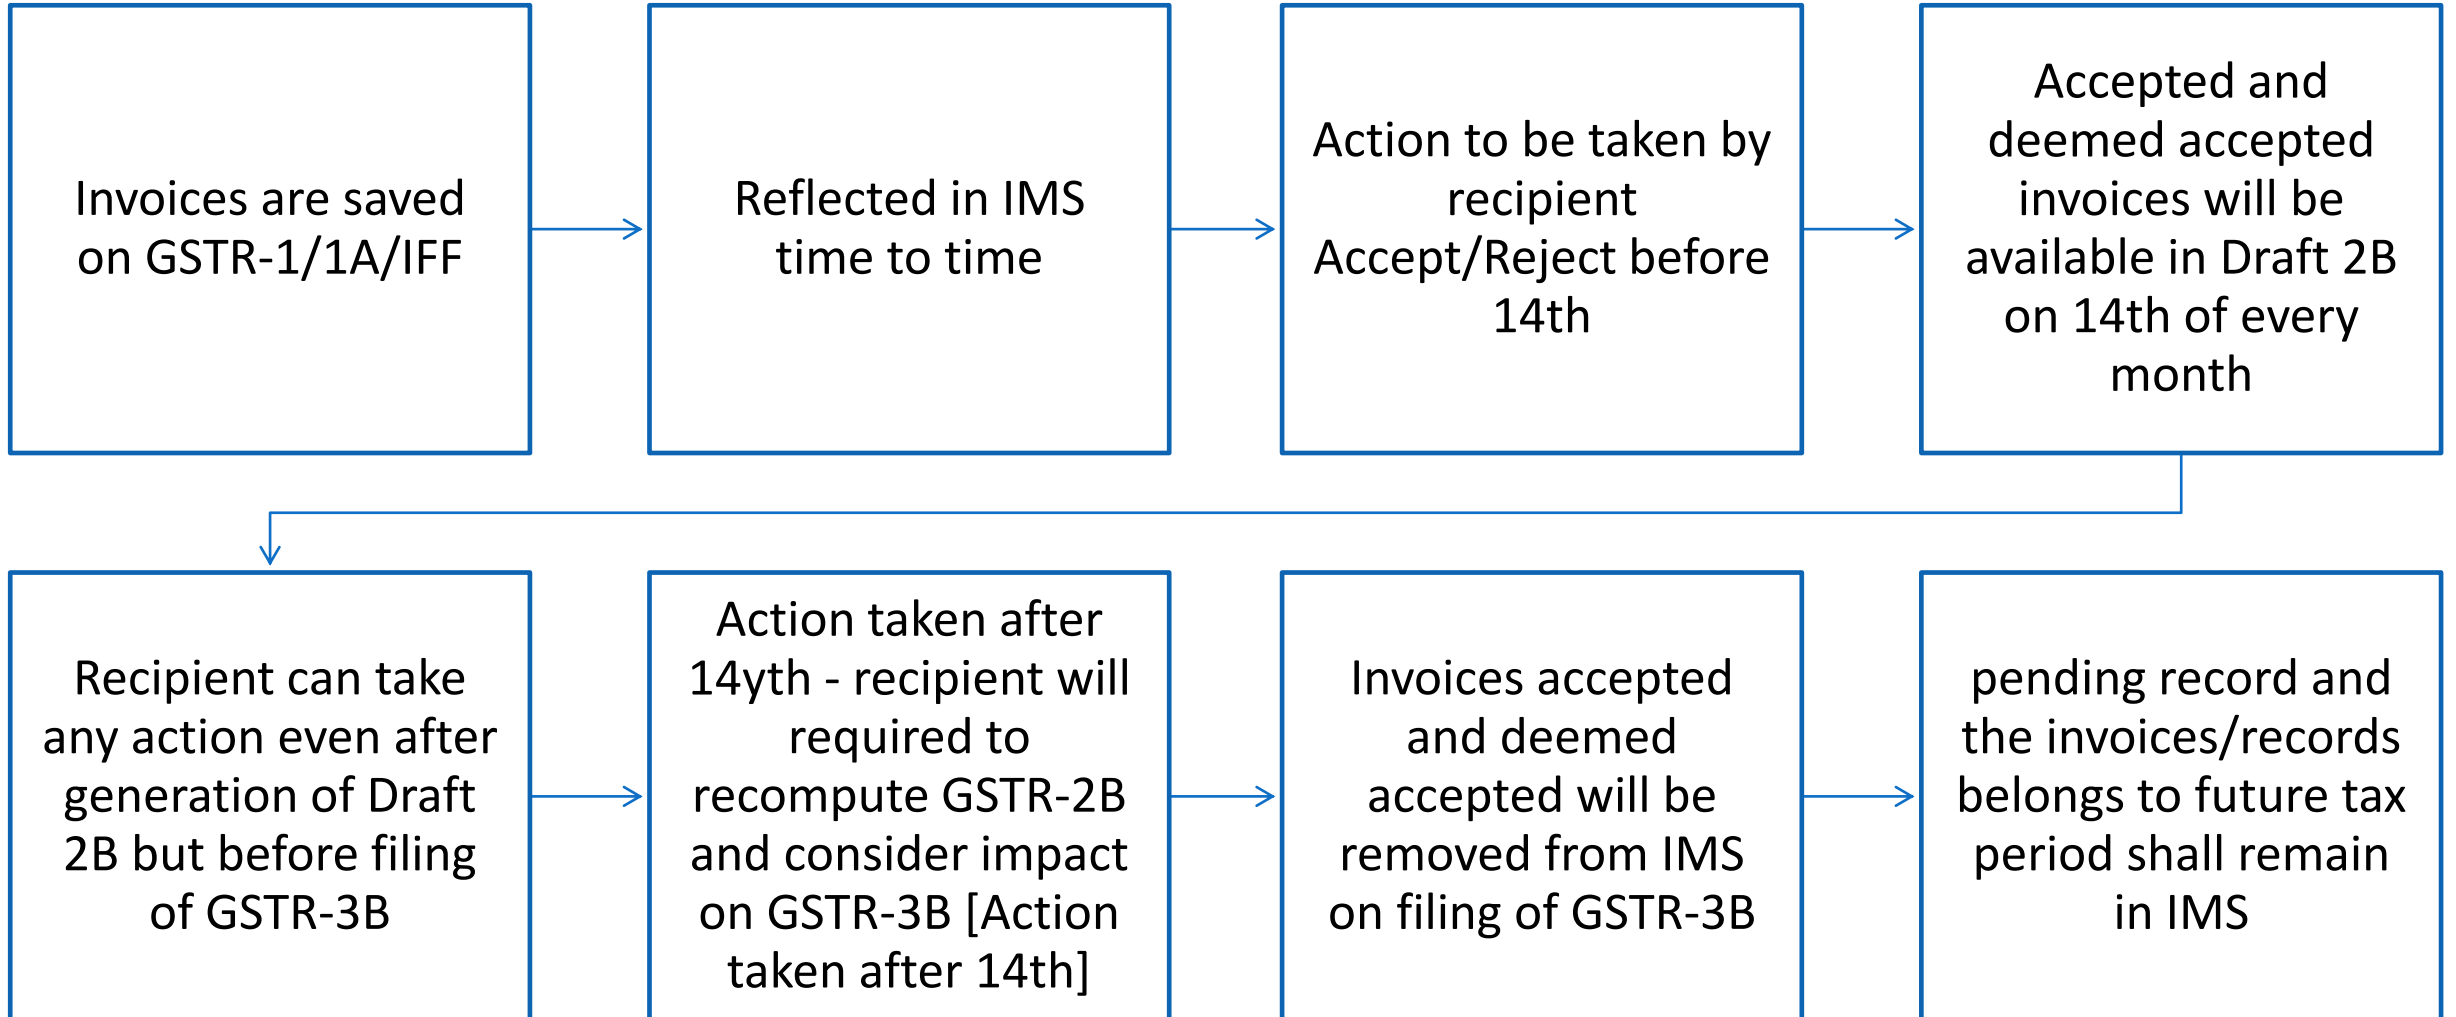 Invoices are saved
on GSTR-1/1A/IFF
Reflected in IMS
time to time
Action to be taken by
recipient
Accept/Reject before
14th
Accepted and
deemed accepted
invoices will be
available in Draft 2B
on 14th of every
month
Recipient can take
any action even after
generation of Draft
2B but before filing
of GSTR-3B
Action taken after
14yth - recipient will
required to
recompute GSTR-2B
and consider impact
on GSTR-3B [Action
taken after 14th]
Invoices accepted
and deemed
accepted will be
removed from IMS
on filing of GSTR-3B
pending record and
the invoices/records
belongs to future tax
period shall remain
in IMS